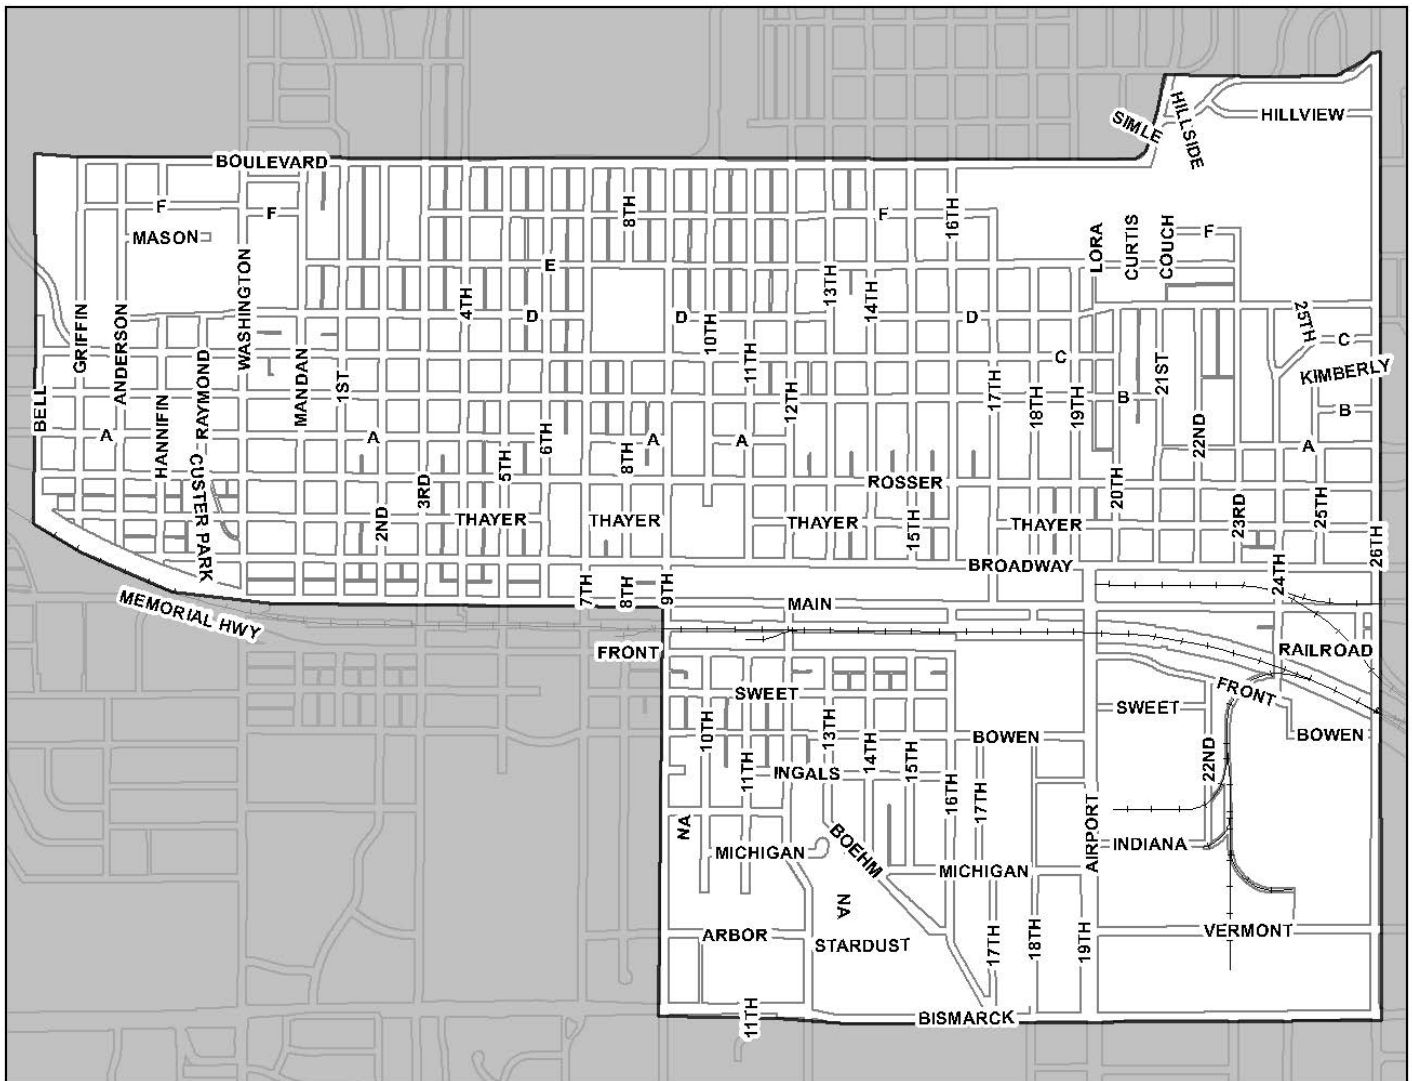 HILLSIDE
HILLVIEW
SIMLE
BOULEVARD
F
F
8TH
F
16TH
LORA
CURTIS
COUCH
F
MASON
E
WASHINGTON
4TH
D
D
10TH
13TH
14TH
D
25TH
C
GRIFFIN
ANDERSON
RAYMOND
MANDAN
1ST
11TH
C
KIMBERLY
BELL
HANNIFIN
12TH
17TH
18TH
19TH
B
21ST
B
A
A
6TH
A
A
22ND
A
CUSTER PARK
5TH
8TH
3RD
2ND
ROSSER
20TH
23RD
25TH
THAYER
THAYER
THAYER
15TH
THAYER
26TH
BROADWAY
24TH
7TH
8TH
9TH
MAIN
MEMORIAL HWY
FRONT
RAILROAD
SWEET
FRONT
SWEET
10TH
13TH
BOWEN
BOWEN
14TH
15TH
22ND
11TH
INGALS
16TH
17TH
AIRPORT
NA
MICHIGAN
BOEHM
INDIANA
MICHIGAN
NA
ARBOR
STARDUST
17TH
18TH
19TH
VERMONT
11TH
BISMARCK